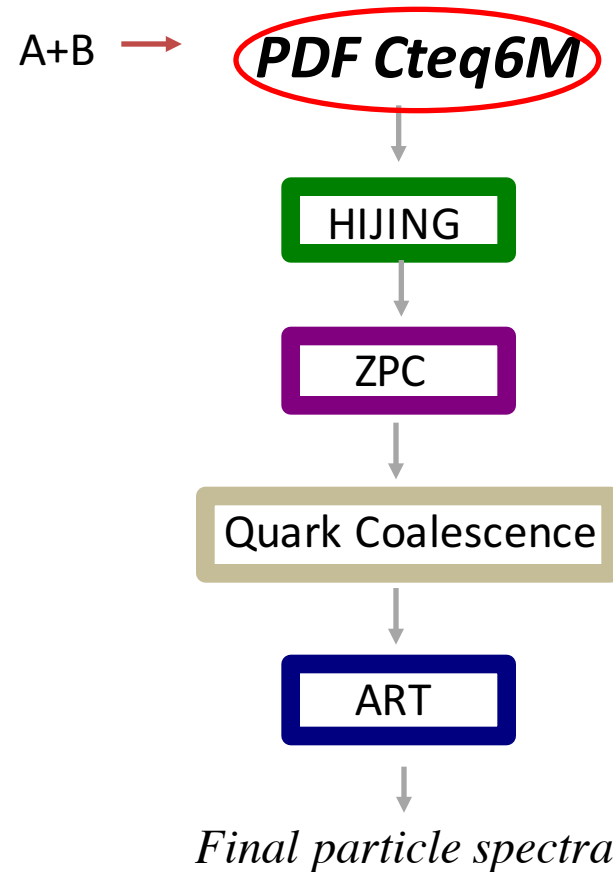 A+B
PDF Cteq6M
HIJING
ZPC
Quark Coalescence
ART
Final particle spectra